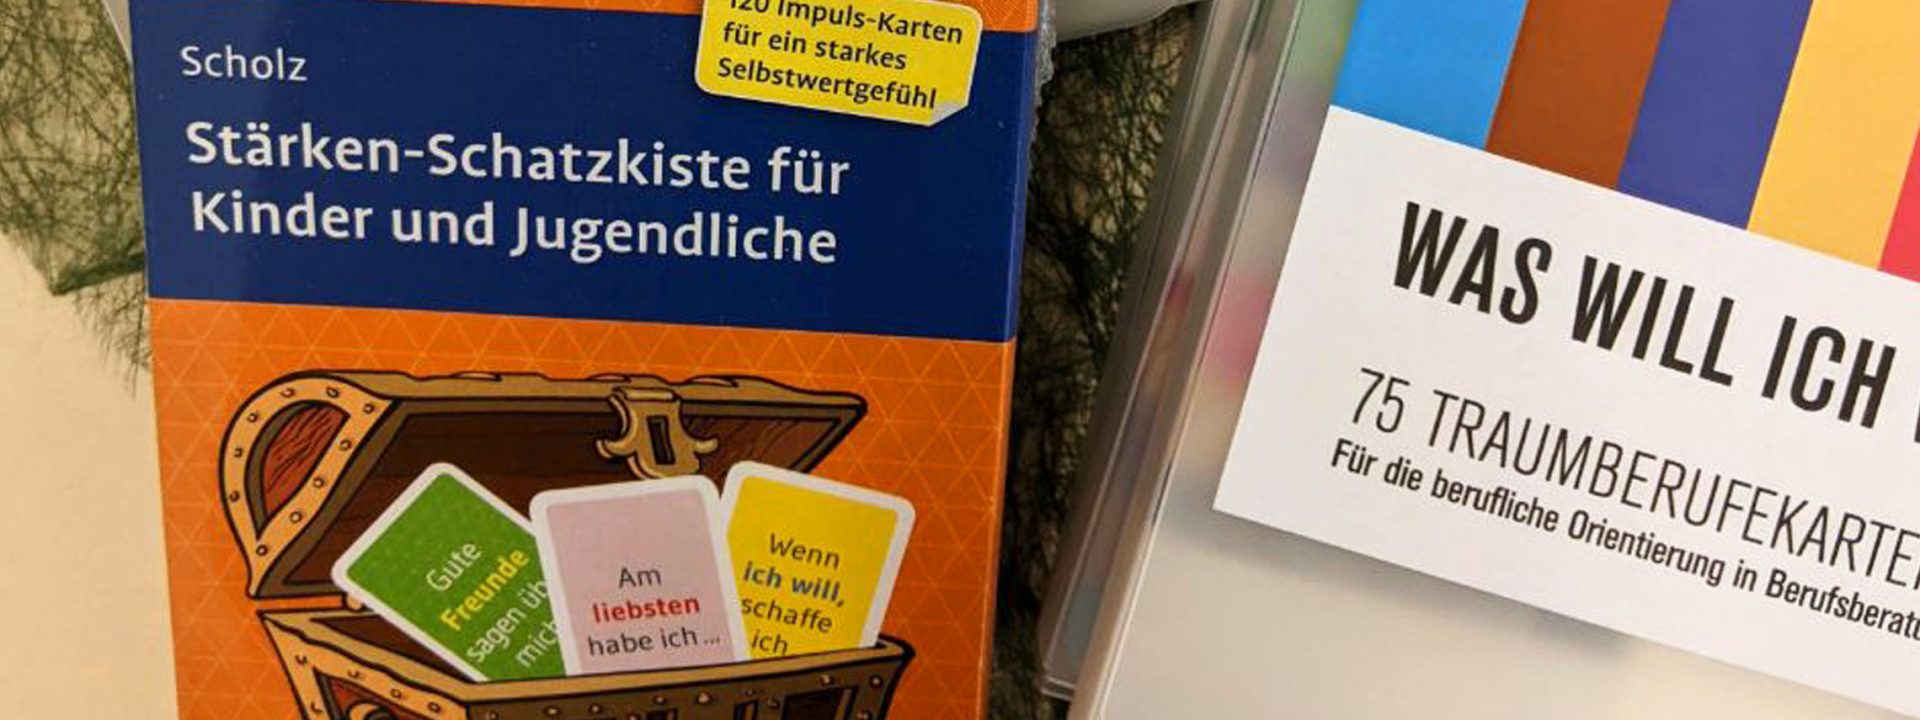 120 Impuls-Karten
für ein starkes
Selbstwertgefühl
Scholz
Stärken-Schatzkiste für
Kinder und Jugendliche
Gute
Freunde
sagen üb
mich
Am
liebsten
habe ich ...
Wenn
ich will,
schaffe
ich
WAS WILL ICH
75 TRAUMBERUFEKARTEN
Für die berufliche Orientierung in Berufsberatu